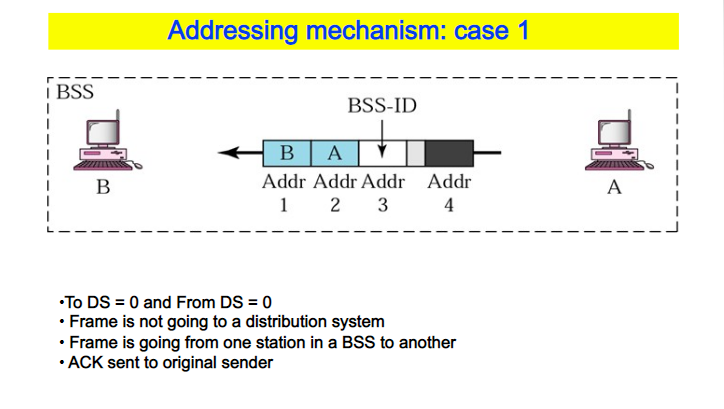 Addressing mechanism: case 1
BSS
BSS-ID
B A
Addr Addr Addr Addr
1 2 3 4
B
A
•To DS = 0 and From DS = 0
• Frame is not going to a distribution system
• Frame is going from one station in a BSS to another
• ACK sent to original sender